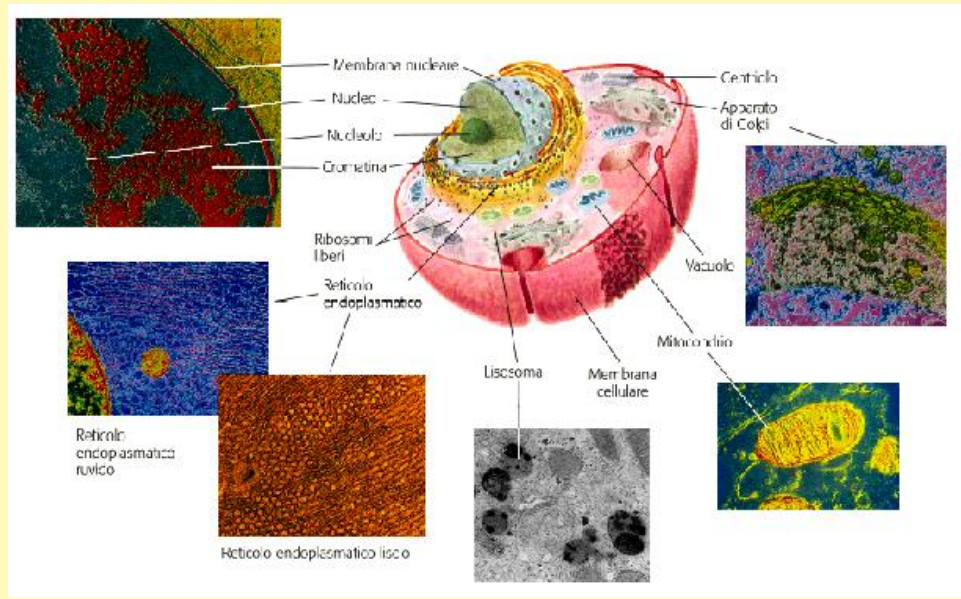 Membrana nucleare
Nucleo
Nucleolo
Cromatina
Ribosomi
liberi
Reticolo
endoplasmatico
Reticolo
endoplasmatico
ruvido
Reticolo endoplasmatico liscio
Lisosoma
Membrana
cellulare
Mitocondrio
Vacuolo
Centriolo
Apparato
di Golgi